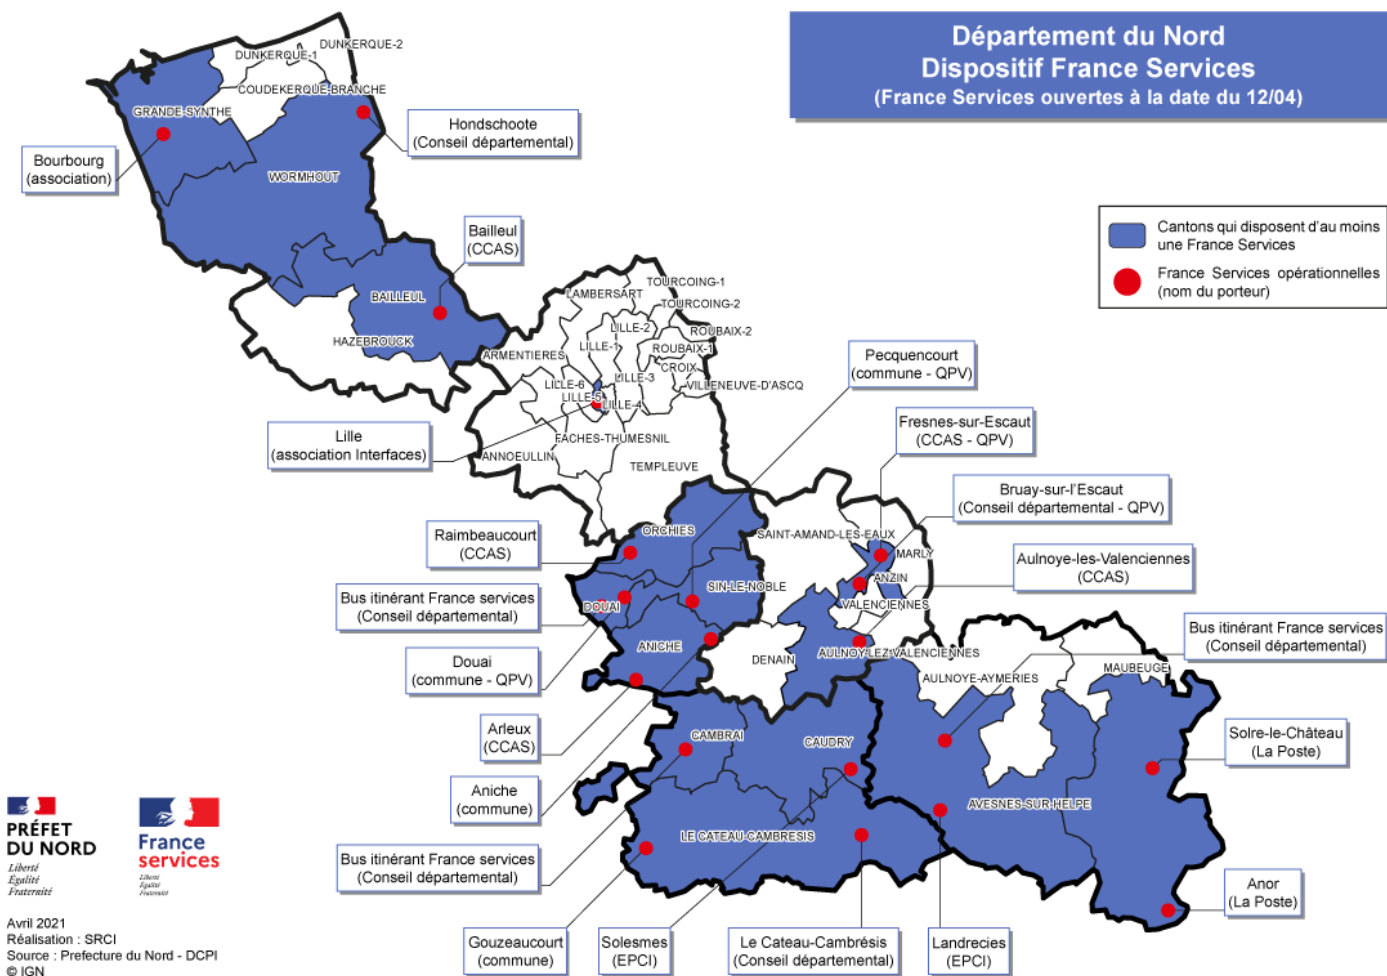 Département du Nord
Dispositif France Services
(France Services ouvertes à la date du 12/04)
DUNKERQUE-2
DUNKERQUE-1
COUDEKERQUE-BRANCHE
GRANDE-SYNTHE
Hondschoote
(Conseil départemental)
Bourbourg
(association)
WORMHOUT
Cantons qui disposent d'au moins
une France Services
France Services opérationnelles
(nom du porteur)
Bailleul
(CCAS)
BAILLEUL
HAZEBROUCK
TOURCOING-1
LAMBERSART
TOURCOING-2
LILLE-2
ROUBAIX-2
LILLE-1
ROUBAIX-1
ARMENTIERES
CROIX
LILLE-6
LILLE-3
VILLENEUVE-D'ASCQ
LILLE-5
LILLE-4
FACHES-THUMESNIL
ANNOEULLIN
TEMPLEUVE
Lille
(association Interfaces)
Pecquencourt
(commune - QPV)
Fresnes-sur-Escaut
(CCAS - QPV)
Bruay-sur-l'Escaut
(Conseil départemental - QPV)
Aulnoye-les-Valenciennes
(CCAS)
Raimbeaucourt
(CCAS)
Bus itinérant France services
(Conseil départemental)
Douai
(commune - QPV)
ORCHIES
SAINT-AMAND-LES-EAUX
MARLY
ANZIN
SIN-LE-NOBLE
VALENCIENNES
DOUAI
ANICHE
DENAIN
AULNOY-LEZ-VALENCIENNES
Bus itinérant France services
(Conseil départemental)
MAUBEUGE
AULNOYE-AYMERIES
Arleux
(CCAS)
CAMBRAI
CAUDRY
Solre-le-Château
(La Poste)
Aniche
(commune)
AVESNES-SUR-HELPE
LE CATEAU-CAMBRESIS
Bus itinérant France services
(Conseil départemental)
Anor
(La Poste)
Gouzeaucourt
(commune)
Solesmes
(EPCI)
Le Cateau-Cambrésis
(Conseil départemental)
Landrecies
(EPCI)
PRÉFET
DU NORD
Liberté
Égalité
Fraternité
France
services
Liberté
Égalité
Fraternité
Avril 2021
Réalisation : SRCI
Source : Prefecture du Nord - DCPI
© IGN